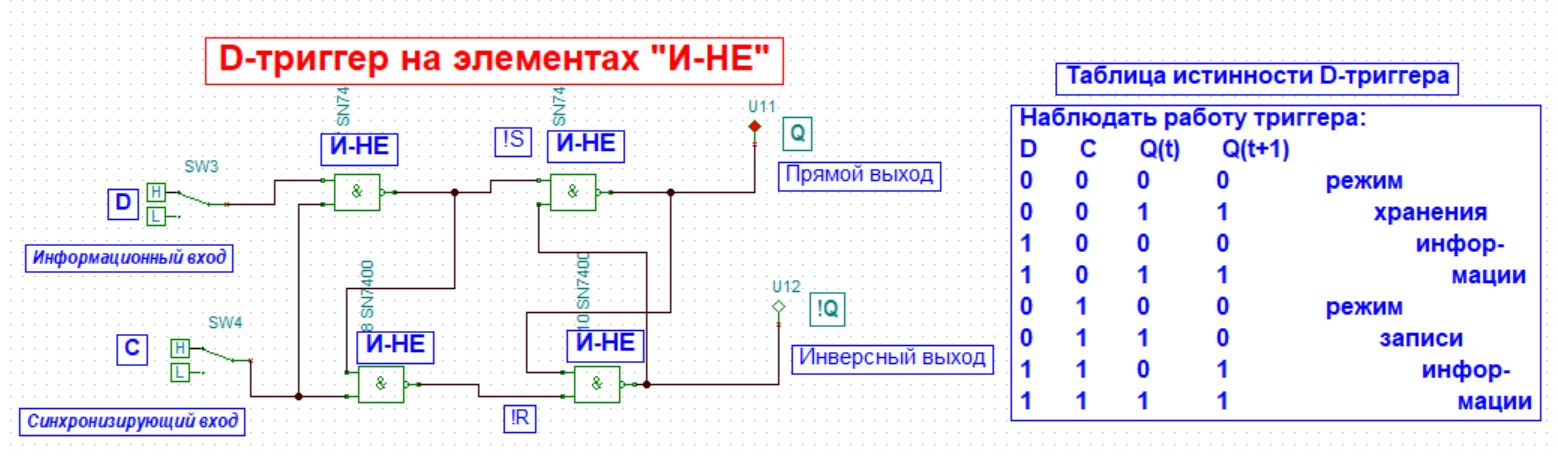 D-триггер на элементах "И-НЕ"
Таблица истинности D-триггера
SN74
SN74
U11
Q
!S
И-НЕ
И-НЕ
SW3
&
&
Прямой выход
D
H
L
Информационный вход
8 SN7400
10 SN7400
U12
!Q
SW4
C
H
L
И-НЕ
И-НЕ
Инверсный выход
&
&
!R
Синхронизирующий вход
Наблюдать работу триггера:
D C Q(t) Q(t+1)
0 0 0 0 режим
0 0 1 1 хранения
1 0 0 0 инфор-
1 0 1 1 мации
0 1 0 0 режим
0 1 1 0 записи
1 1 0 1 инфор-
1 1 1 1 мации